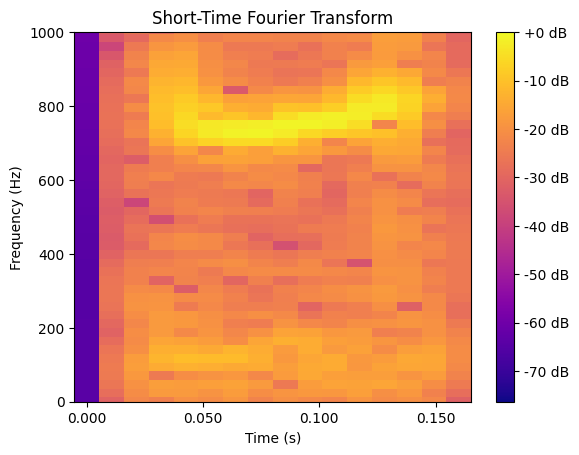 Short-Time Fourier Transform
1000
800
600
400
200
0
Frequency (Hz)
0.000
0.050
0.100
0.150
Time (s)
+0 dB
-10 dB
-20 dB
-30 dB
-40 dB
-50 dB
-60 dB
-70 dB